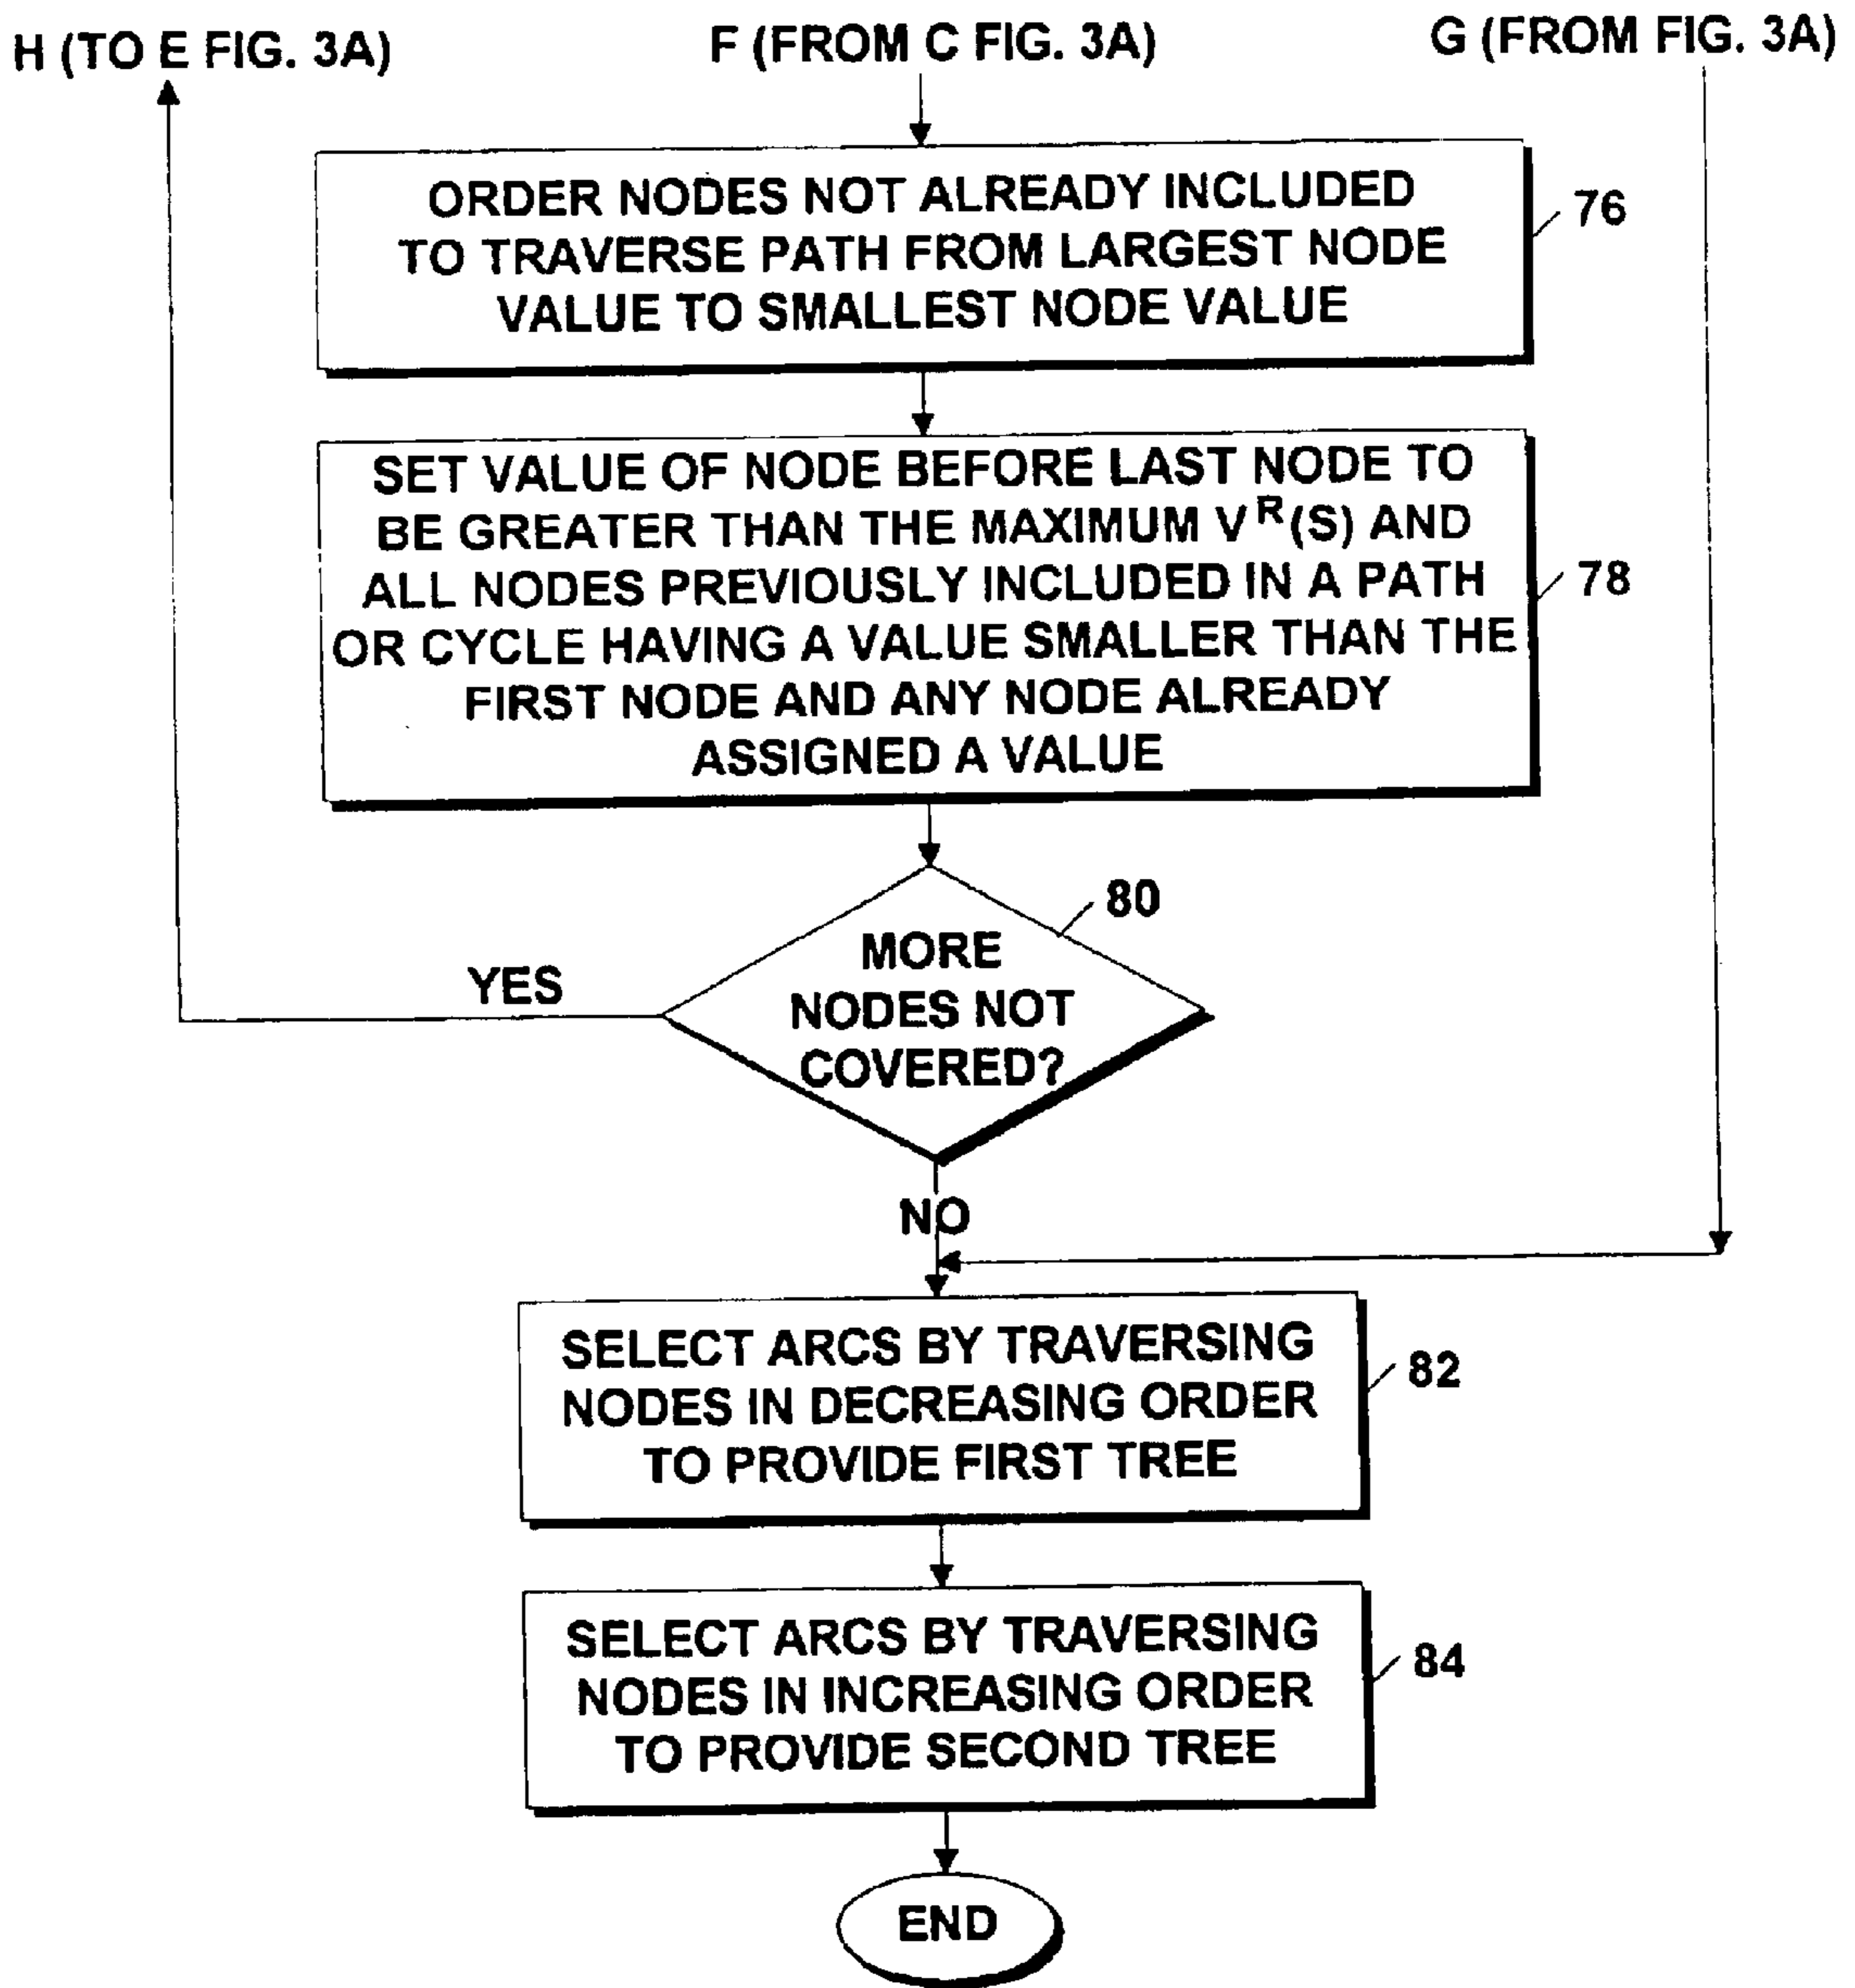 H (TO E FIG. 3A)
F (FROM C FIG. 3A)
G (FROM FIG. 3A)
ORDER NODES NOT ALREADY INCLUDED
TO TRAVERSE PATH FROM LARGEST NODE
VALUE TO SMALLEST NODE VALUE
76
SET VALUE OF NODE BEFORE LAST NODE TO
BE GREATER THAN THE MAXIMUM V^R(S) AND
ALL NODES PREVIOUSLY INCLUDED IN A PATH
OR CYCLE HAVING A VALUE SMALLER THAN THE
FIRST NODE AND ANY NODE ALREADY
ASSIGNED A VALUE
78
80
MORE
NODES NOT
COVERED?
YES
NO
SELECT ARCS BY TRAVERSING
NODES IN DECREASING ORDER
TO PROVIDE FIRST TREE
82
SELECT ARCS BY TRAVERSING
NODES IN INCREASING ORDER
TO PROVIDE SECOND TREE
84
END